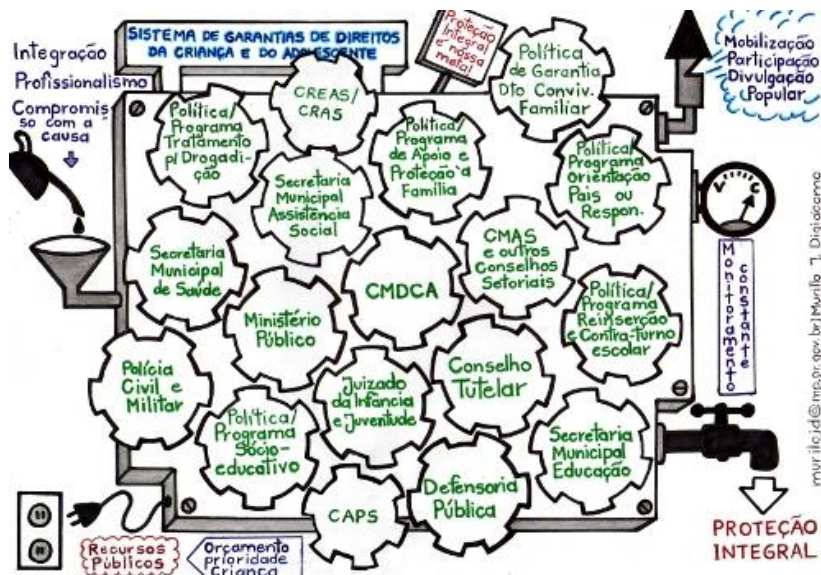 SISTEMA DE GARANTIAS DE DIREITOS
DA CRIANÇA E DO ADOLESCENTE
Proteção
Integral
é nossa
meta!
Integração
Profissionalismo
Compromis
so com a
causa
Mobilização
Participação
Divulgação
Popular
Política/
Programa
Tratamento
p/ Drogadi-
ção
CREAS/
CRAS
Política
de Garantia
Dto Conviv.
Familiar
Política/
Programa
de Apoio e
Proteção à
Família
Política/
Programa
Orientação
Pais ou
Respon.
Secretaria
Municipal
Assistência
Social
Secretaria
Municipal
de Saúde
CMDCA
CMAS
e outros
Conselhos
Setoriais
Ministério
Público
Política/
Programa
Reinserção
e Contra-turno
escolar
Polícia
Civil e
Militar
Juizado
da Infância
e Juventude
Conselho
Tutelar
Política/
Programa
Sócio-
educativo
Secretaria
Municipal
Educação
CAPS
Defensoria
Pública
V C
Monitoramento
constante
Recursos
Públicos
Orçamento
prioridade
Criança
PROTEÇÃO
INTEGRAL
murilojd@mp.pr.gov.br/Murillo J. Digiácomo